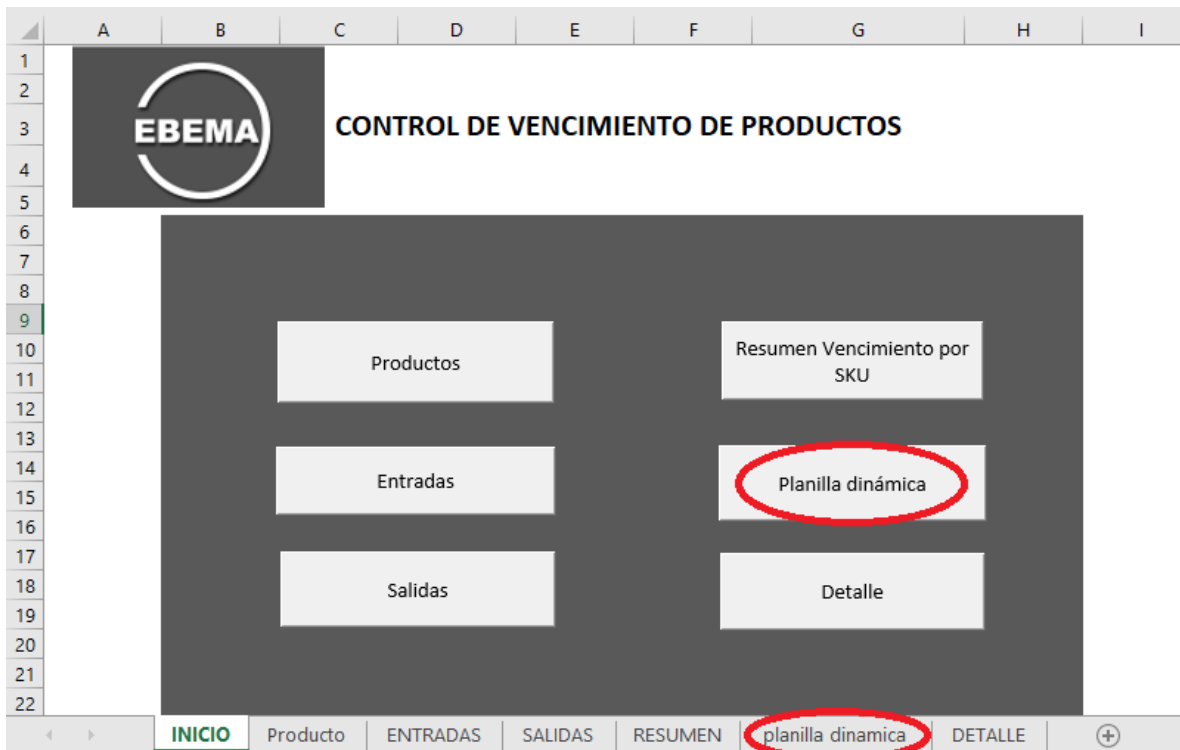 A B C D E F G H I
1
2
3
4
5
6
7
8
9
10
11
12
13
14
15
16
17
18
19
20
21
22
EBEMA
CONTROL DE VENCIMIENTO DE PRODUCTOS
Productos
Resumen Vencimiento por
SKU
Entradas
Planilla dinámica
Salidas
Detalle
INICIO Producto ENTRADAS SALIDAS RESUMEN planilla dinamica DETALLE